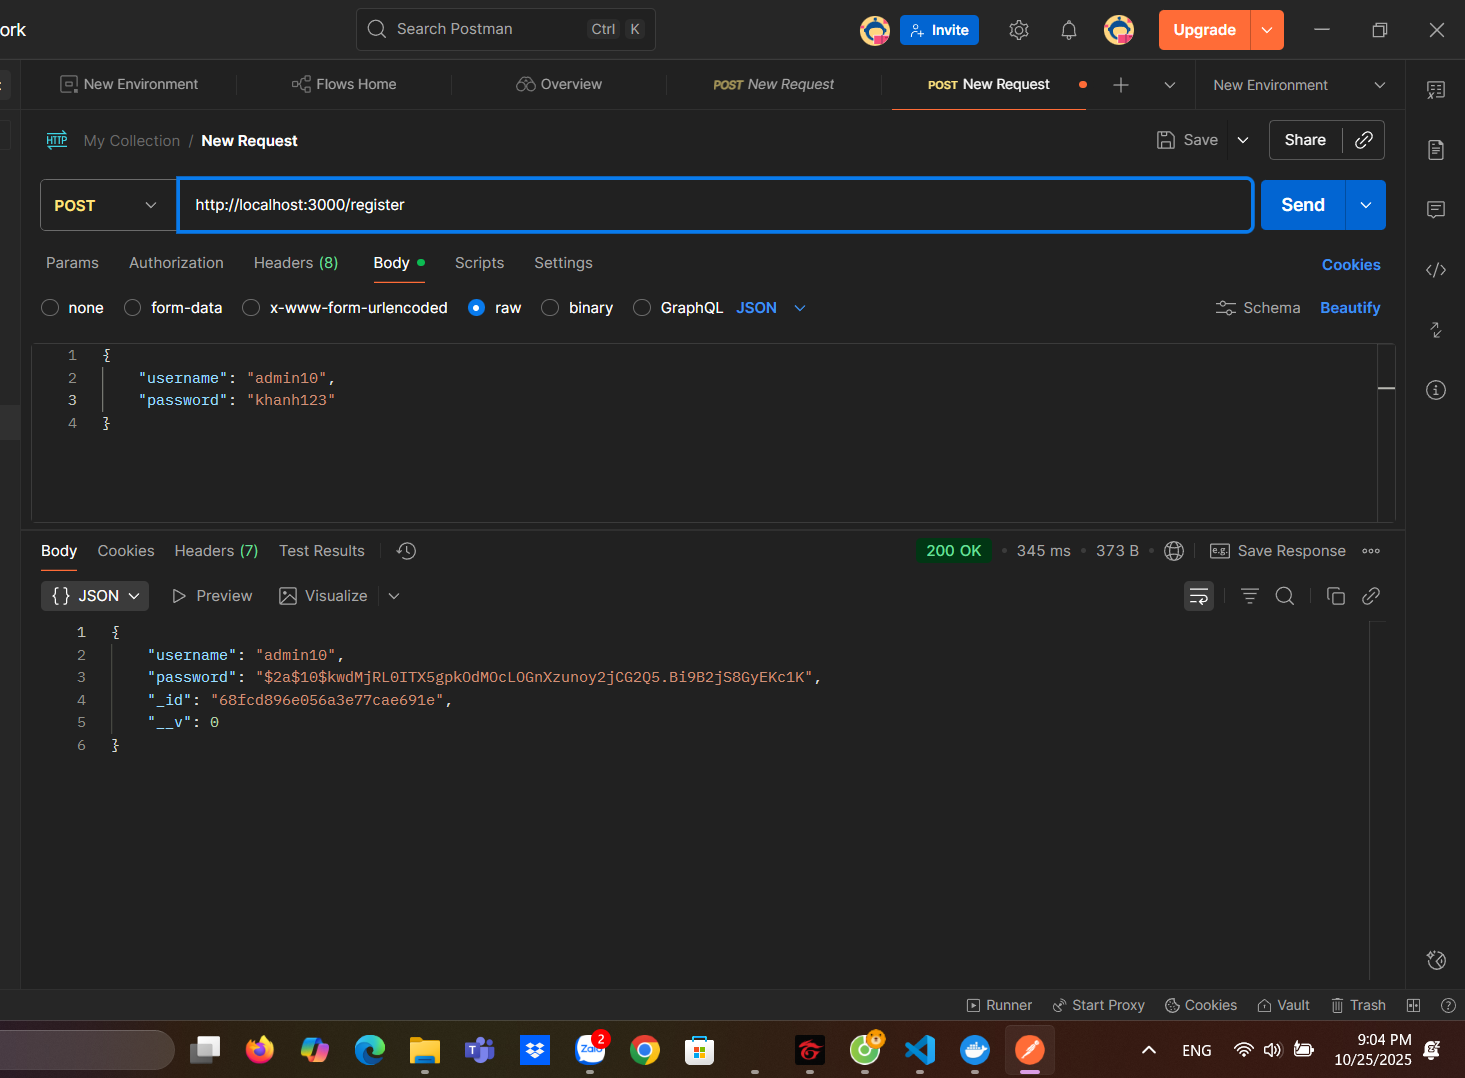 ork
Search Postman Ctrl K
Invite
Upgrade
New Environment
Flows Home
Overview
POST New Request
POST New Request
New Environment
HTTP My Collection / New Request
Save
Share
POST
http://localhost:3000/register
Send
Params Authorization Headers (8) Body Scripts Settings
Cookies
none form-data x-www-form-urlencoded raw binary GraphQL JSON
Schema Beautify
1 {
2 "username": "admin10",
3 "password": "khanh123"
4 }
Body Cookies Headers (7) Test Results
200 OK • 345 ms • 373 B • e.g. Save Response
{} JSON Preview Visualize
1 {
2 "username": "admin10",
3 "password": "$2a$10$kwdMjRL0ITX5gpkOdMOcLOGnXzunoy2jCG2Q5.Bi9B2jS8GyEKc1K",
4 "_id": "68fcd896e056a3e77cae691e",
5 "__v": 0
6 }
Runner Start Proxy Cookies Vault Trash
Zalo 2
ENG
9:04 PM
10/25/2025